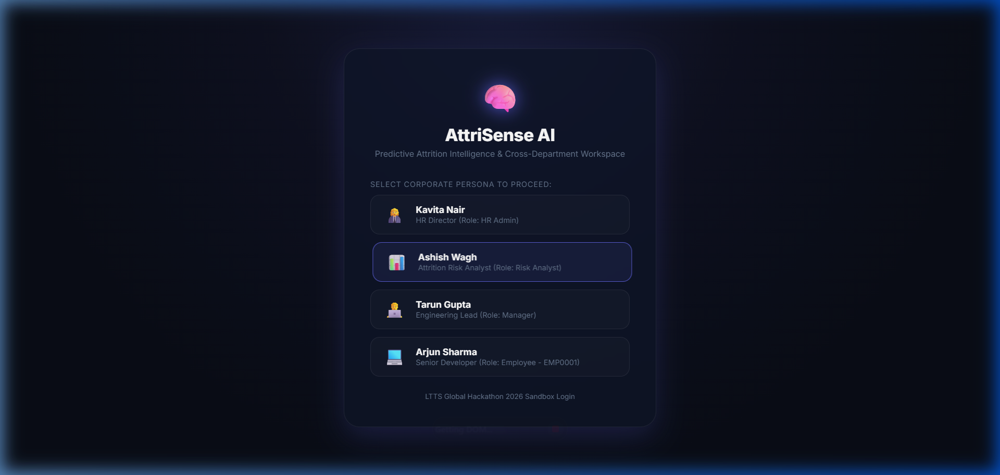 AttriSense AI
Predictive Attrition Intelligence & Cross-Department Workspace
SELECT CORPORATE PERSONA TO PROCEED:
Kavita Nair
HR Director (Role: HR Admin)
Ashish Wagh
Attrition Risk Analyst (Role: Risk Analyst)
Tarun Gupta
Engineering Lead (Role: Manager)
Arjun Sharma
Senior Developer (Role: Employee - EMP0001)
LTTS Global Hackathon 2026 Sandbox Login